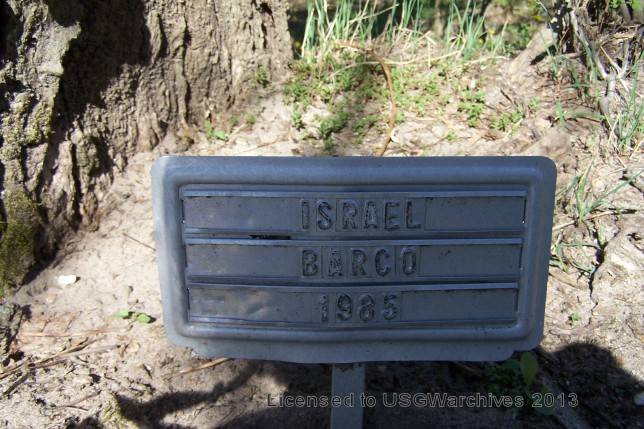 ISRAEL
BARCO
1985
Licensed to USGWarchives 2013